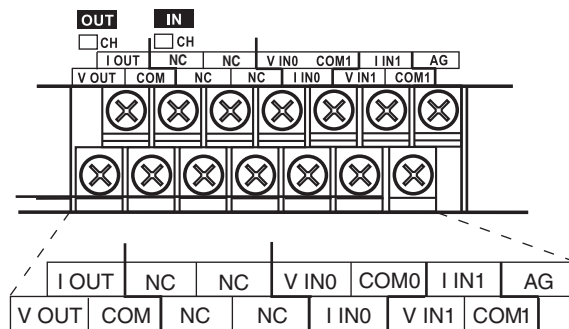 OUT IN
CH CH
I OUT NC NC V IN0 COM1 I IN1 AG
V OUT COM NC NC I IN0 V IN1 COM1
I OUT NC NC V IN0 COM0 I IN1 AG
V OUT COM NC NC I IN0 V IN1 COM1